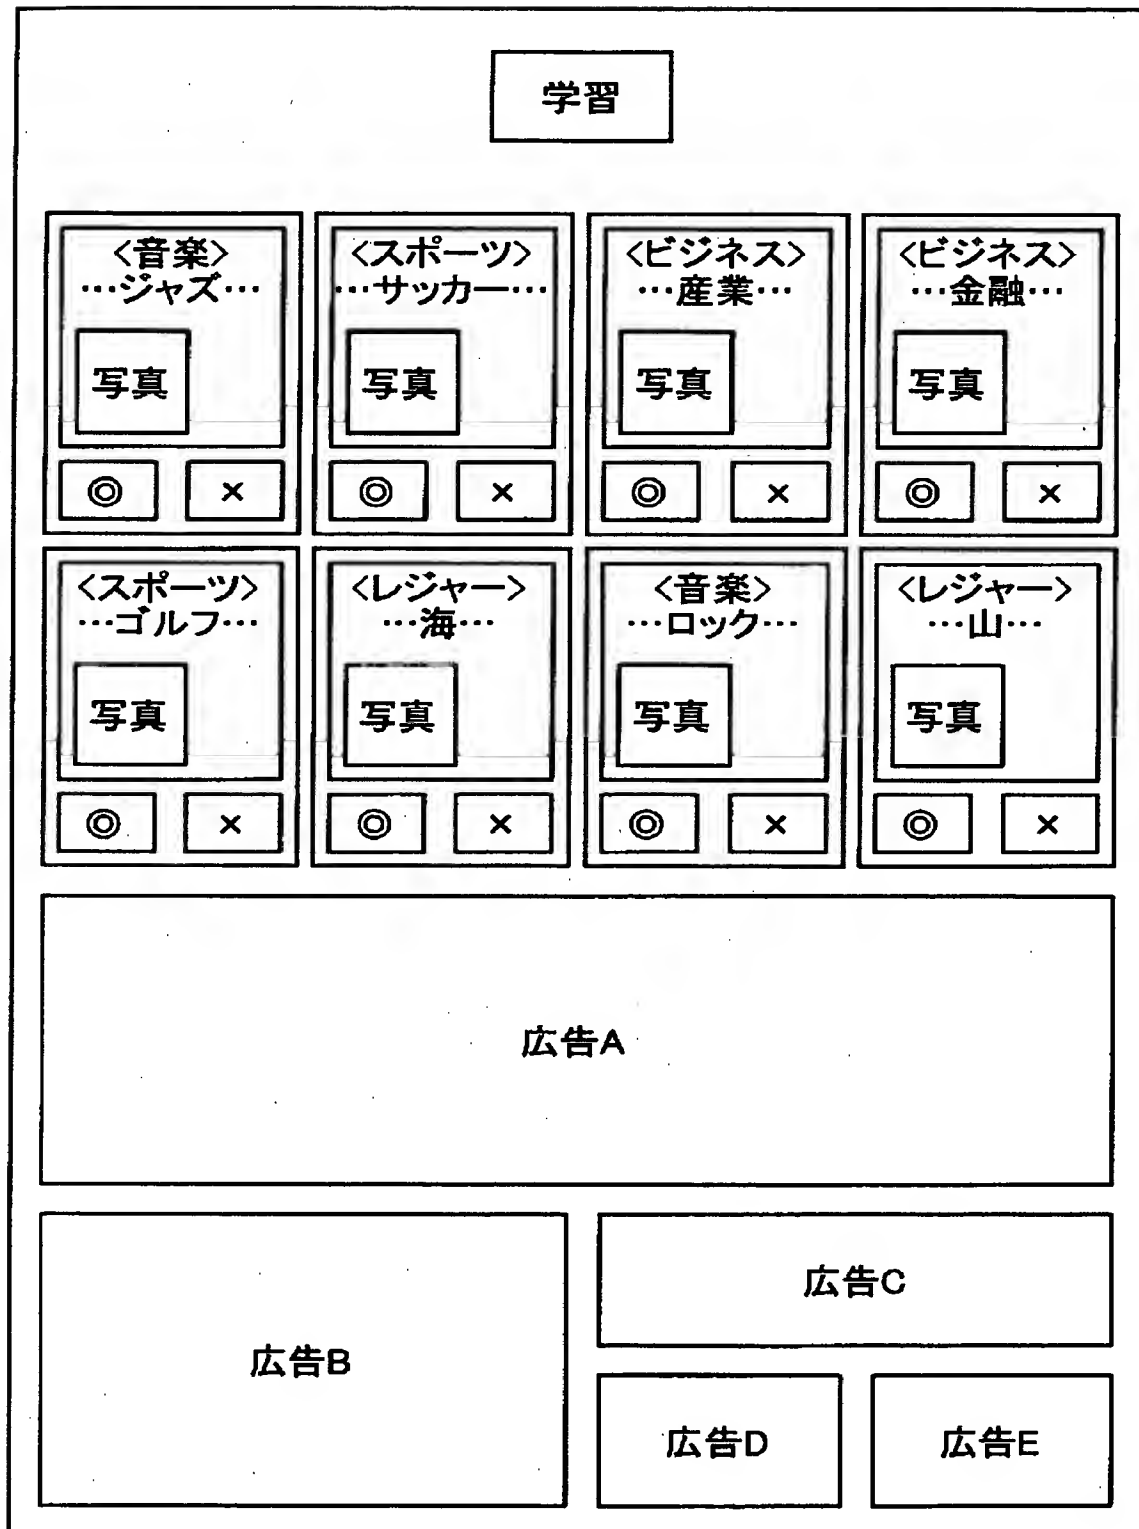 学習
<音楽>
…ジャズ…
写真
◎ ×
<スポーツ>
…サッカー…
写真
◎ ×
<ビジネス>
…産業…
写真
◎ ×
<ビジネス>
…金融…
写真
◎ ×
<スポーツ>
…ゴルフ…
写真
◎ ×
<レジャー>
…海…
写真
◎ ×
<音楽>
…ロック…
写真
◎ ×
<レジャー>
…山…
写真
◎ ×
広告A
広告B
広告C
広告D
広告E